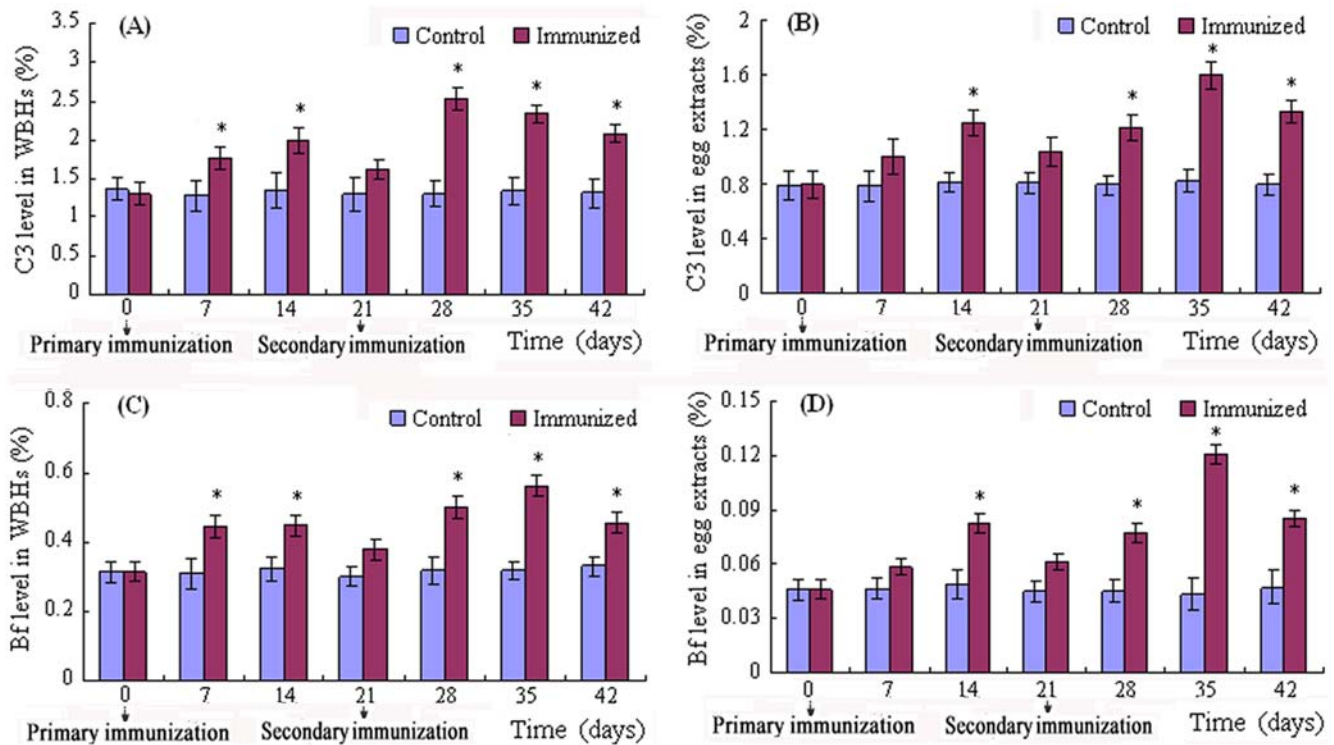 (A)
Control Immunized
C3 level in WBHs (%)
3.5
3
2.5
2
1.5
1
0.5
0
* * * * *
0 7 14 21 28 35 42
Primary immunization Secondary immunization Time (days)
(B)
Control Immunized
C3 level in egg extracts (%)
2
1.6
1.2
0.8
0.4
0
* * * *
0 7 14 21 28 35 42
Primary immunization Secondary immunization Time (days)
(C)
Control Immunized
Bf level in WBHs (%)
0.8
0.6
0.4
0.2
0
* * * * *
0 7 14 21 28 35 42
Primary immunization Secondary immunization Time (days)
(D)
Control Immunized
Bf level in egg extracts (%)
0.15
0.12
0.09
0.06
0.03
0
* * * *
0 7 14 21 28 35 42
Primary immunization Secondary immunization Time (days)